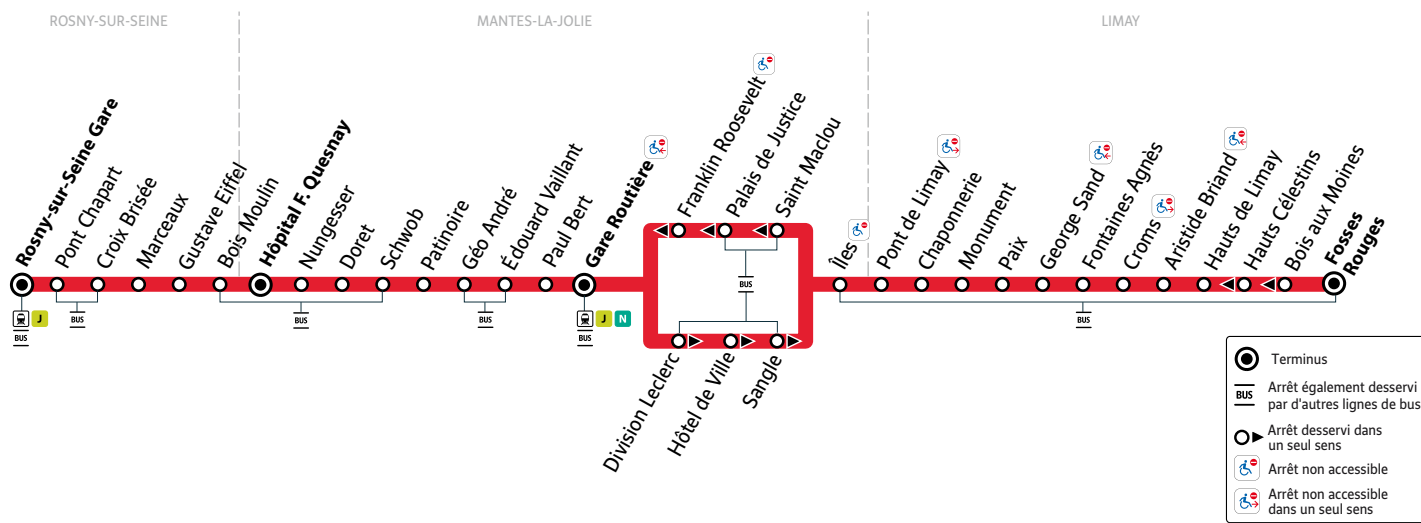 ROSNY-SUR-SEINE
MANTES-LA-JOLIE
LIMAY
Rosny-sur-Seine Gare
Pont Chapart
Croix Brisée
Marceaux
Gustave Eiffel
Bois Moulin
Hôpital F. Quesnay
Nungesser
Doret
Schwob
Patinoire
Géo André
Édouard Vaillant
Paul Bert
Gare Routière
Franklin Roosevelt
Palais de Justice
Saint Maclou
Îles
Pont de Limay
Chaponnerie
Monument
Paix
George Sand
Fontaines Agnès
Croms
Aristide Briand
Hauts de Limay
Hauts Célestins
Bois aux Moines
Fosses
Rouges
BUS
J
BUS
BUS
BUS
BUS
J
N
BUS
BUS
BUS
Division Leclerc
Hôtel de Ville
Sangle
Terminus
BUS
Arrêt également desservi
par d'autres lignes de bus
Arrêt desservi dans
un seul sens
Arrêt non accessible
Arrêt non accessible
dans un seul sens